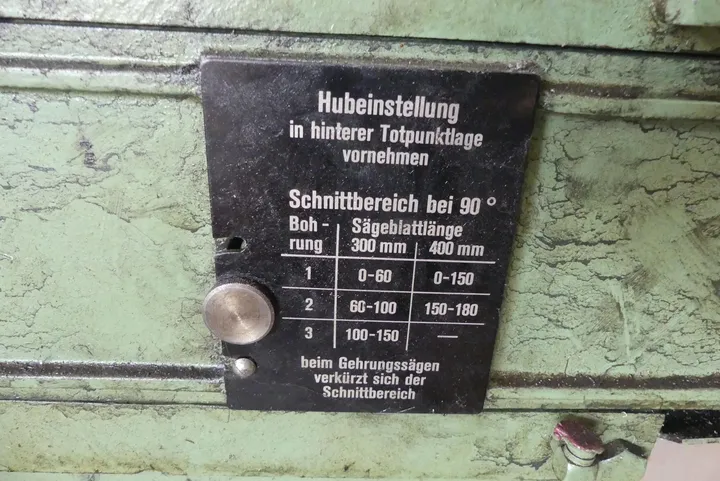 Hubeinstellung
in hinterer Totpunktlage
vornehmen
Schnittbereich bei 90°
Boh- Sägeblattlänge
rung 300 mm 400 mm
1 0-60 0-150
2 60-100 150-180
3 100-150 —
beim Gehrungssägen
verkürzt sich der
Schnittbereich